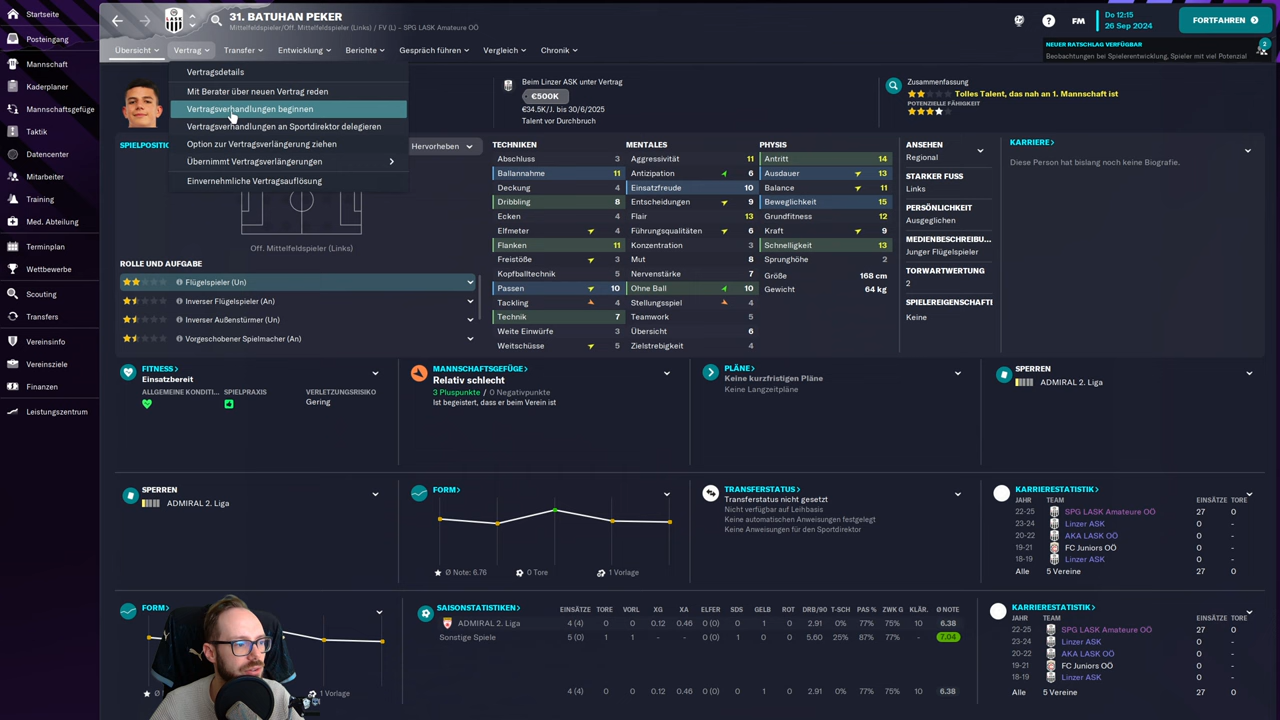 Startseite
Posteingang
Mannschaft
Kaderplaner
Mannschaftsgefüge
Taktik
Datencenter
Mitarbeiter
Training
Med. Abteilung
Terminplan
Wettbewerbe
Scouting
Transfers
Vereinsinfo
Vereinsziele
Finanzen
Leistungszentrum
31. BATUHAN PEKER
Mittelfeldspieler/Off. Mittelfeldspieler (Links) / FV (L) – SPG LASK Amateure OÖ
FM
Do 12:15
26 Sep 2024
FORTFAHREN
Übersicht
Vertrag
Transfer
Entwicklung
Berichte
Gespräch führen
Vergleich
Chronik
NEUER RATSCHLAG VERFÜGBAR
Beobachtungen bei Spielerentwicklung, Spieler mit viel Potenzial
2
Vertragsdetails
Mit Berater über neuen Vertrag reden
Vertragsverhandlungen beginnen
Vertragsverhandlungen an Sportdirektor delegieren
Option zur Vertragsverlängerung ziehen
Übernimmt Vertragsverlängerungen
Einvernehmliche Vertragsauflösung
Beim Linzer ASK unter Vertrag
€500K
€34.5K/J. bis 30/6/2025
Talent vor Durchbruch
Zusammenfassung
Tolles Talent, das nah an 1. Mannschaft ist
POTENZIELLE FÄHIGKEIT
SPIELPOSITI
Hervorheben
Off. Mittelfeldspieler (Links)
ROLLE UND AUFGABE
Flügelspieler (Un)
Inverser Flügelspieler (An)
Inverser Außenstürmer (Un)
Vorgeschobener Spielmacher (An)
TECHNIKEN
Abschluss 3
Ballannahme 11
Deckung 4
Dribbling 8
Ecken 4
Elfmeter 4
Flanken 11
Freistöße 3
Kopfballtechnik 5
Passen 10
Tackling 4
Technik 7
Weite Einwürfe 3
Weitschüsse 5
MENTALES
Aggressivität 11
Antizipation 6
Einsatzfreude 10
Entscheidungen 9
Flair 13
Führungsqualitäten 6
Konzentration 3
Mut 8
Nervenstärke 7
Ohne Ball 10
Stellungsspiel 4
Teamwork 5
Übersicht 6
Zielstrebigkeit 4
PHYSIS
Antritt 14
Ausdauer 13
Balance 11
Beweglichkeit 15
Grundfitness 12
Kraft 9
Schnelligkeit 13
Sprunghöhe 2
Größe 168 cm
Gewicht 64 kg
ANSEHEN
Regional
STARKER FUSS
Links
PERSÖNLICHKEIT
Ausgeglichen
MEDIENBESCHREIBU...
Junger Flügelspieler
TORWARTWERTUNG
2
SPIELEREIGENSCHAFTI
Keine
KARRIERE
Diese Person hat bislang noch keine Biografie.
FITNESS
Einsatzbereit
ALLGEMEINE KONDITI...
SPIELPRAXIS
VERLETZUNGSRISIKO
Gering
MANNSCHAFTSGEFÜGE
Relativ schlecht
3 Pluspunkte / 0 Negativpunkte
Ist begeistert, dass er beim Verein ist
PLÄNE
Keine kurzfristigen Pläne
Keine Langzeitpläne
SPERREN
ADMIRAL 2. Liga
SPERREN
ADMIRAL 2. Liga
FORM
Ø Note: 6.76
0 Tore
1 Vorlage
TRANSFERSTATUS
Transferstatus nicht gesetzt
Nicht verfügbar auf Leihbasis
Keine automatischen Anweisungen festgelegt
Keine Anweisungen für den Sportdirektor
KARRIERESTATISTIK
JAHR TEAM EINSÄTZE TORE
22-25 SPG LASK Amateure OÖ 27 0
23-24 Linzer ASK 0 -
20-22 AKA LASK OÖ 0 -
19-21 FC Juniors OÖ 0 -
18-19 Linzer ASK 0 -
Alle 5 Vereine 27 0
FORM
1 Vorlage
SAISONSTATISTIKEN
EINSÄTZE TORE VORL XG XA ELFER SDS GELB ROT DRB/90 T-SCH PAS % ZWK G KLÄR. Ø NOTE
ADMIRAL 2. Liga 4 (4) 0 0 0.12 0.46 0 (0) 0 1 0 2.91 0% 77% 75% 10 6.38
Sonstige Spiele 5 (0) 1 1 - - 0 (0) 1 0 0 5.60 25% 87% 77% - 7.04
4 (4) 0 0 0.12 0.46 0 (0) 0 1 0 2.91 0% 77% 75% 10 6.38
KARRIERESTATISTIK
JAHR TEAM EINSÄTZE TORE
22-25 SPG LASK Amateure OÖ 27 0
23-24 Linzer ASK 0 -
20-22 AKA LASK OÖ 0 -
19-21 FC Juniors OÖ 0 -
18-19 Linzer ASK 0 -
Alle 5 Vereine 27 0